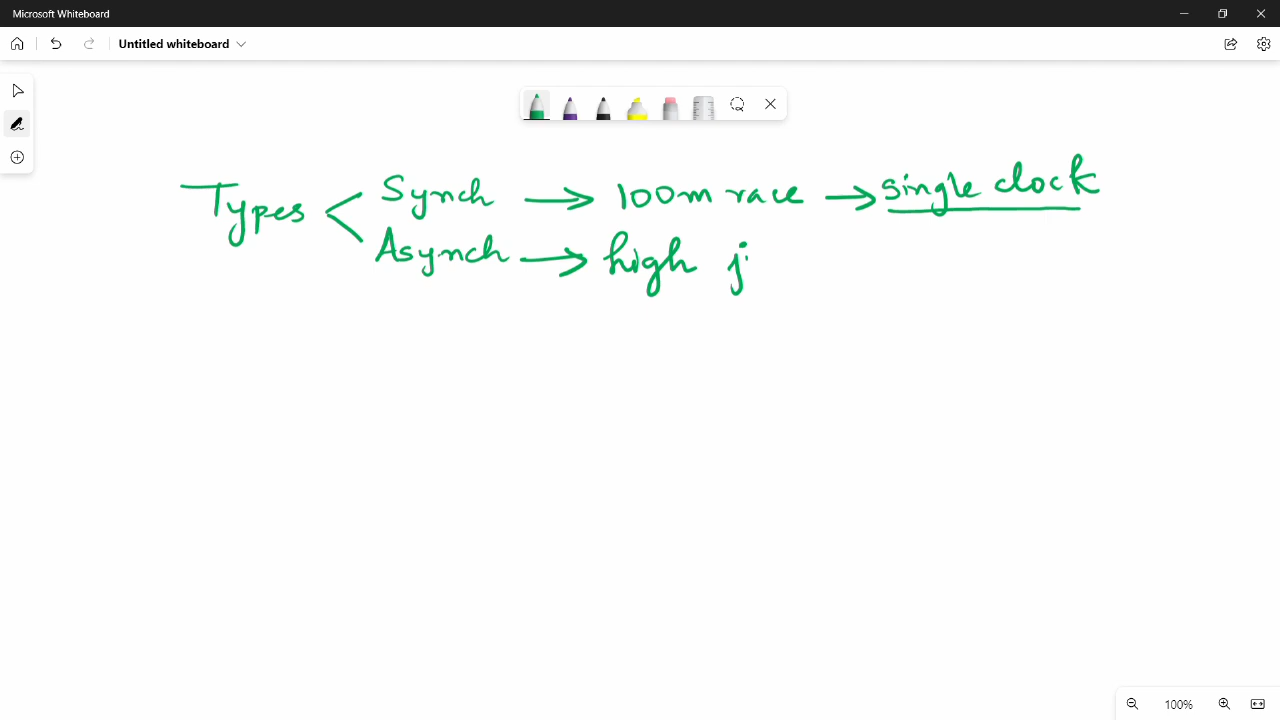 Microsoft Whiteboard
Untitled whiteboard
Types < Synch → 100m race → single clock
Asynch → high j
100%